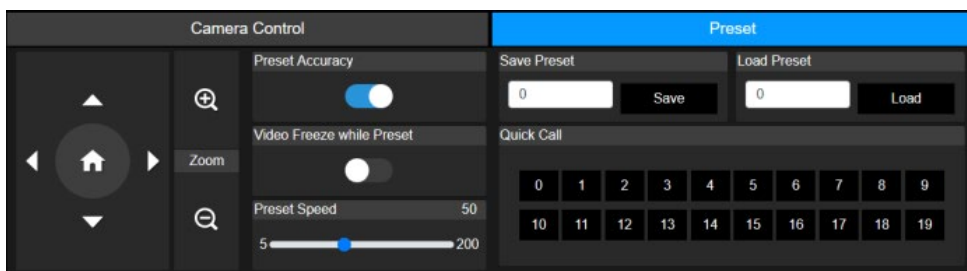 Camera Control
Preset
Preset Accuracy
Video Freeze while Preset
Zoom
Preset Speed 50
5 200
Save Preset
0 Save
Load Preset
0 Load
Quick Call
0 1 2 3 4 5 6 7 8 9
10 11 12 13 14 15 16 17 18 19